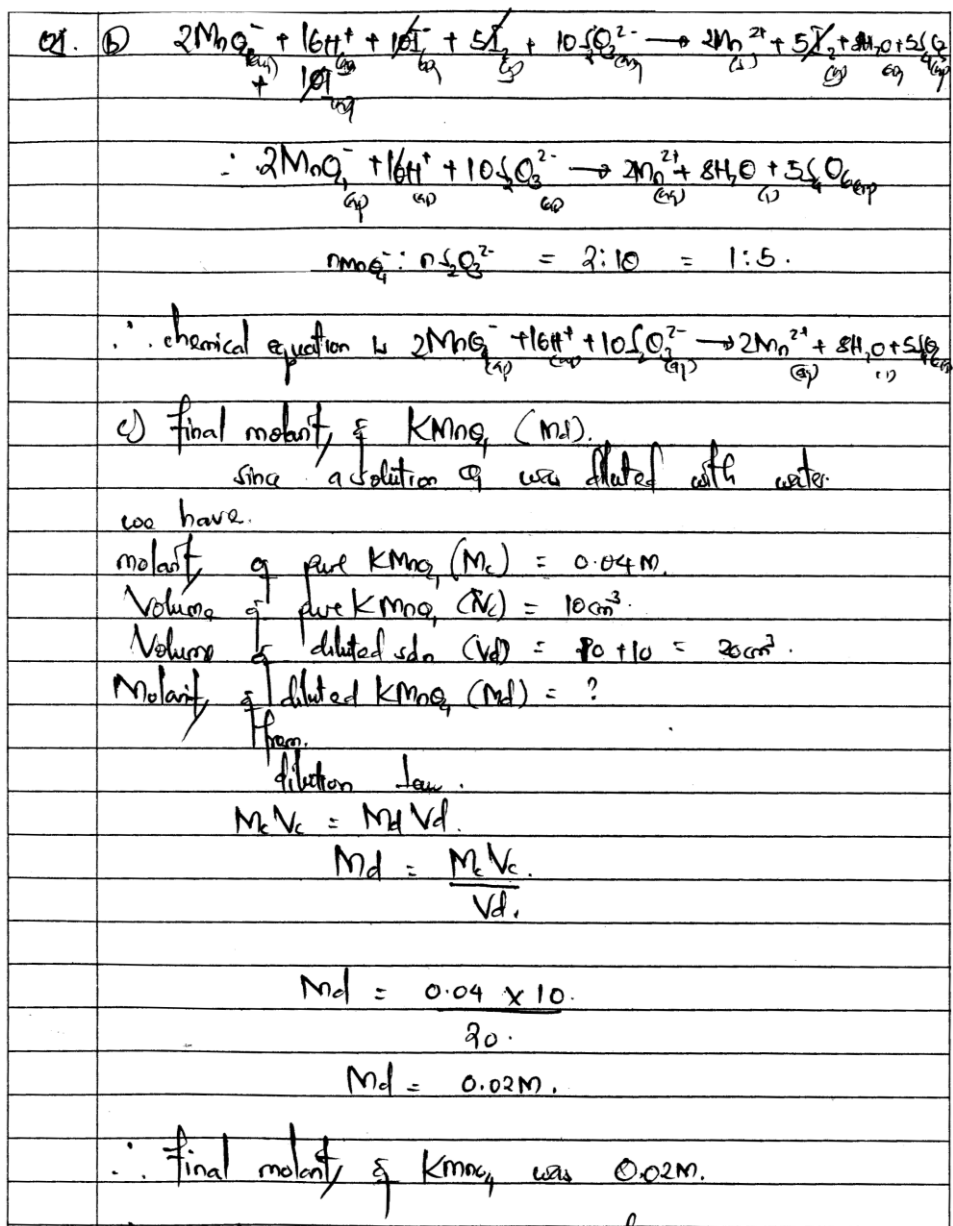 01. (b) 2MnO4⁻(aq) + 16H⁺(aq) + 10I⁻(aq) + 5I2(s) + 10S2O3²⁻(aq) → 2Mn²⁺(s) + 5I2(s) + 8H2O(aq) + 5S4O6(aq)
+ 10I(aq)
∴ 2MnO4⁻(aq) + 16H⁺(aq) + 10S2O3²⁻(aq) → 2Mn²⁺(aq) + 8H2O(l) + 5S4O6(aq)
nMnO4⁻ : nS2O3²⁻ = 2:10 = 1:5.
∴ chemical equation is 2MnO4⁻(aq) + 16H⁺(aq) + 10S2O3²⁻(aq) → 2Mn²⁺(aq) + 8H2O(l) + 5S4O6(aq)
c) final molarity of KMnO4 (Md).
since a solution of was diluted with water.
we have.
molarity of pure KMnO4 (Mc) = 0.04M.
Volume of pure KMnO4 (Vc) = 10cm³.
Volume of diluted soln (Vd) = 10 + 10 = 20cm³.
Molarity of diluted KMnO4 (Md) = ?
from.
dilution law.
McVc = MdVd.
Md = McVc.
Vd.
Md = 0.04 x 10.
20.
Md = 0.02M.
∴ final molarity of Kmno4 was 0.02M.